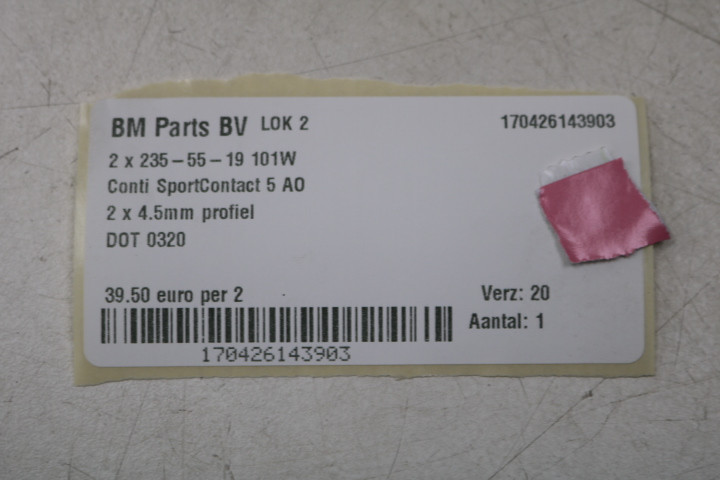 BM Parts BV LOK 2 170426143903
2 x 235-55-19 101W
Conti SportContact 5 AO
2 x 4.5mm profiel
DOT 0320
39.50 euro per 2 Verz: 20
Aantal: 1
170426143903